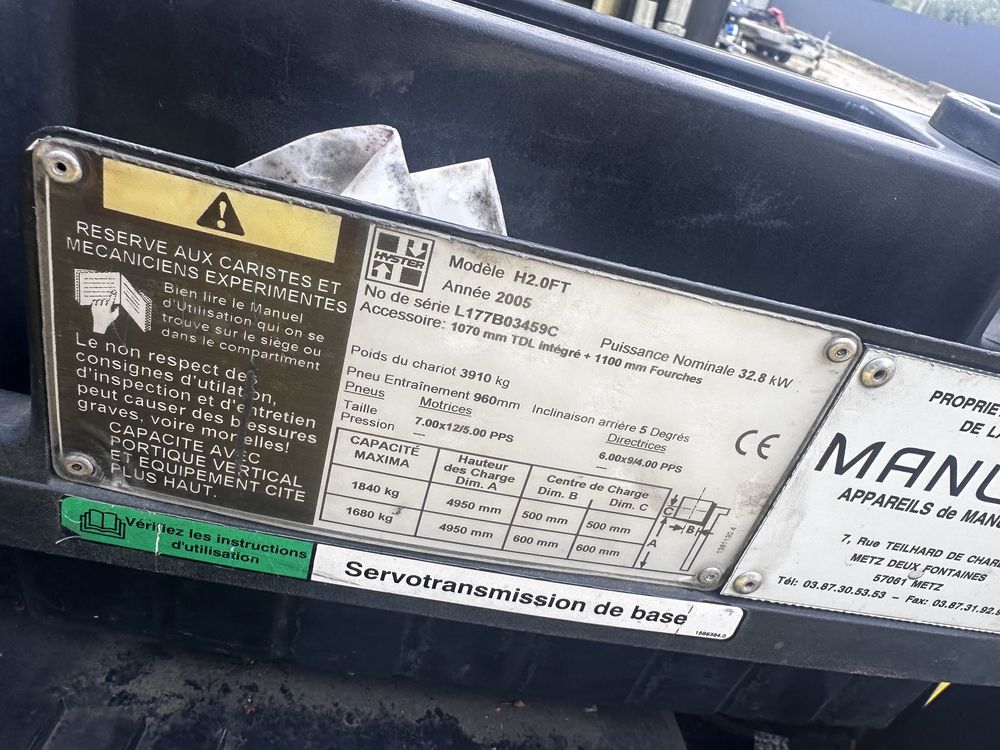 RESERVE AUX CARISTES ET
MECANICIENS EXPERIMENTES
Bien lire le Manuel
d'Utilisation qui on se
trouve sur le siège ou
dans le compartiment
Le non respect des
consignes d'utilation,
d'inspection et d'entretien
peut causer des blessures
graves, voire mortelles!
CAPACITE AVEC
PORTIQUE VERTICAL
ET EQUIPEMENT CITE
PLUS HAUT.
HYSTER
Modèle H2.0FT
Année 2005
No de série L177B03459C
Accessoire: 1070 mm TDL intégré + 1100 mm Fourches
Puissance Nominale 32.8 kW
Poids du chariot 3910 kg
Pneu Entraînement 960mm Inclinaison arrière 5 Degrés
Pneus Motrices Directrices
Taille 7.00x12/5.00 PPS 6.00x9/4.00 PPS
Pression — —
CE
CAPACITÉ MAXIMA Hauteur des Charge Dim. A Centre de Charge Dim. B Dim. C
1840 kg 4950 mm 500 mm 500 mm
1680 kg 4950 mm 600 mm 600 mm
C
B
A
Vérifiez les instructions
d'utilisation
Servotransmission de base
1589384.0
PROPRIE
DE LA
MANU
APPAREILS de MAN
7, Rue TEILHARD DE CHAR
METZ DEUX FONTAINES
57061 METZ
Tél: 03.87.30.53.53 – Fax: 03.87.31.92.